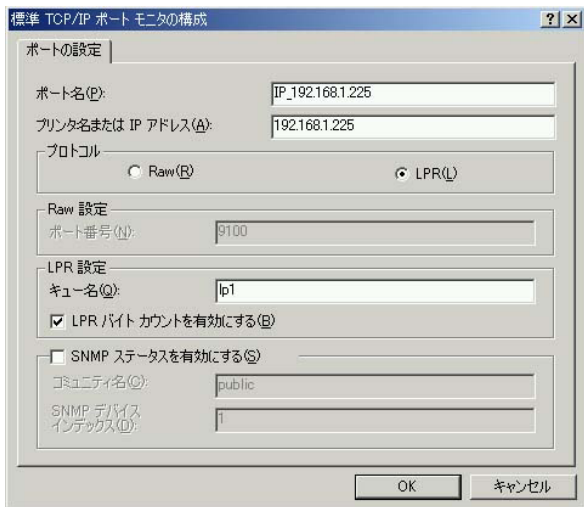 標準 TCP/IP ポート モニタの構成
ポートの設定
ポート名(P):
IP_192.168.1.225
プリンタ名または IP アドレス(A):
192.168.1.225
プロトコル
Raw(R)
LPR(L)
Raw 設定
ポート番号(N):
9100
LPR 設定
キュー名(Q):
lp1
LPR バイト カウントを有効にする(B)
SNMP ステータスを有効にする(S)
コミュニティ名(C):
public
SNMP デバイス
インデックス(D):
1
OK
キャンセル